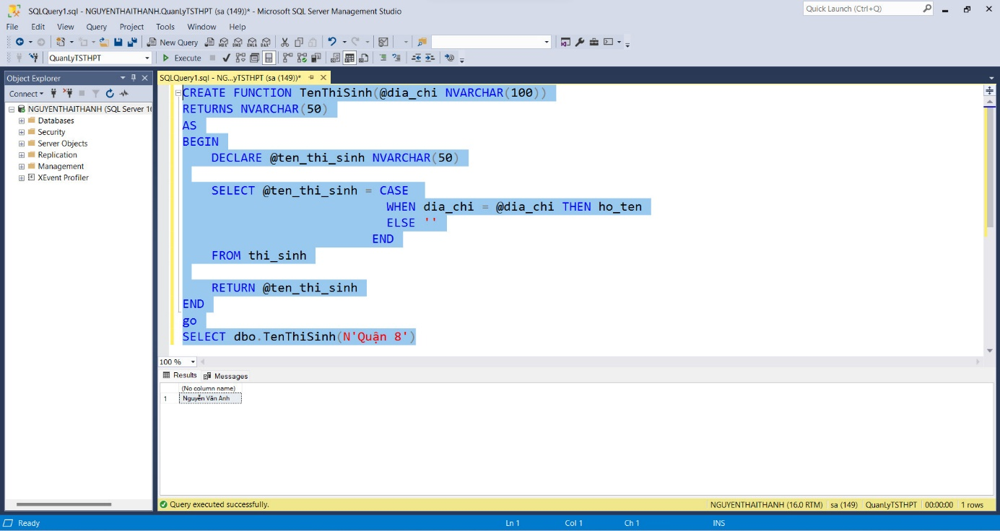 SQLQuery1.sql - NGUYENTHAITHANH.QuanLyTSTHPT (sa (149))* - Microsoft SQL Server Management Studio
Quick Launch (Ctrl+Q)
File Edit View Query Project Tools Window Help
New Query
MDX DMX XMLA DAX
QuanLyTSTHPT
Execute
Object Explorer
Connect
NGUYENTHAITHANH (SQL Server 16
Databases
Security
Server Objects
Replication
Management
XEvent Profiler
SQLQuery1.sql - NG...yTSTHPT (sa (149))*
CREATE FUNCTION TenThiSinh(@dia_chi NVARCHAR(100))
RETURNS NVARCHAR(50)
AS
BEGIN
DECLARE @ten_thi_sinh NVARCHAR(50)
SELECT @ten_thi_sinh = CASE
WHEN dia_chi = @dia_chi THEN ho_ten
ELSE ''
END
FROM thi_sinh
RETURN @ten_thi_sinh
END
go
SELECT dbo.TenThiSinh(N'Quận 8')
100 %
Results Messages
(No column name)
1 Nguyễn Văn Anh
Query executed successfully.
NGUYENTHAITHANH (16.0 RTM) sa (149) QuanLyTSTHPT 00:00:00 1 rows
Ready Ln 1 Col 1 Ch 1 INS